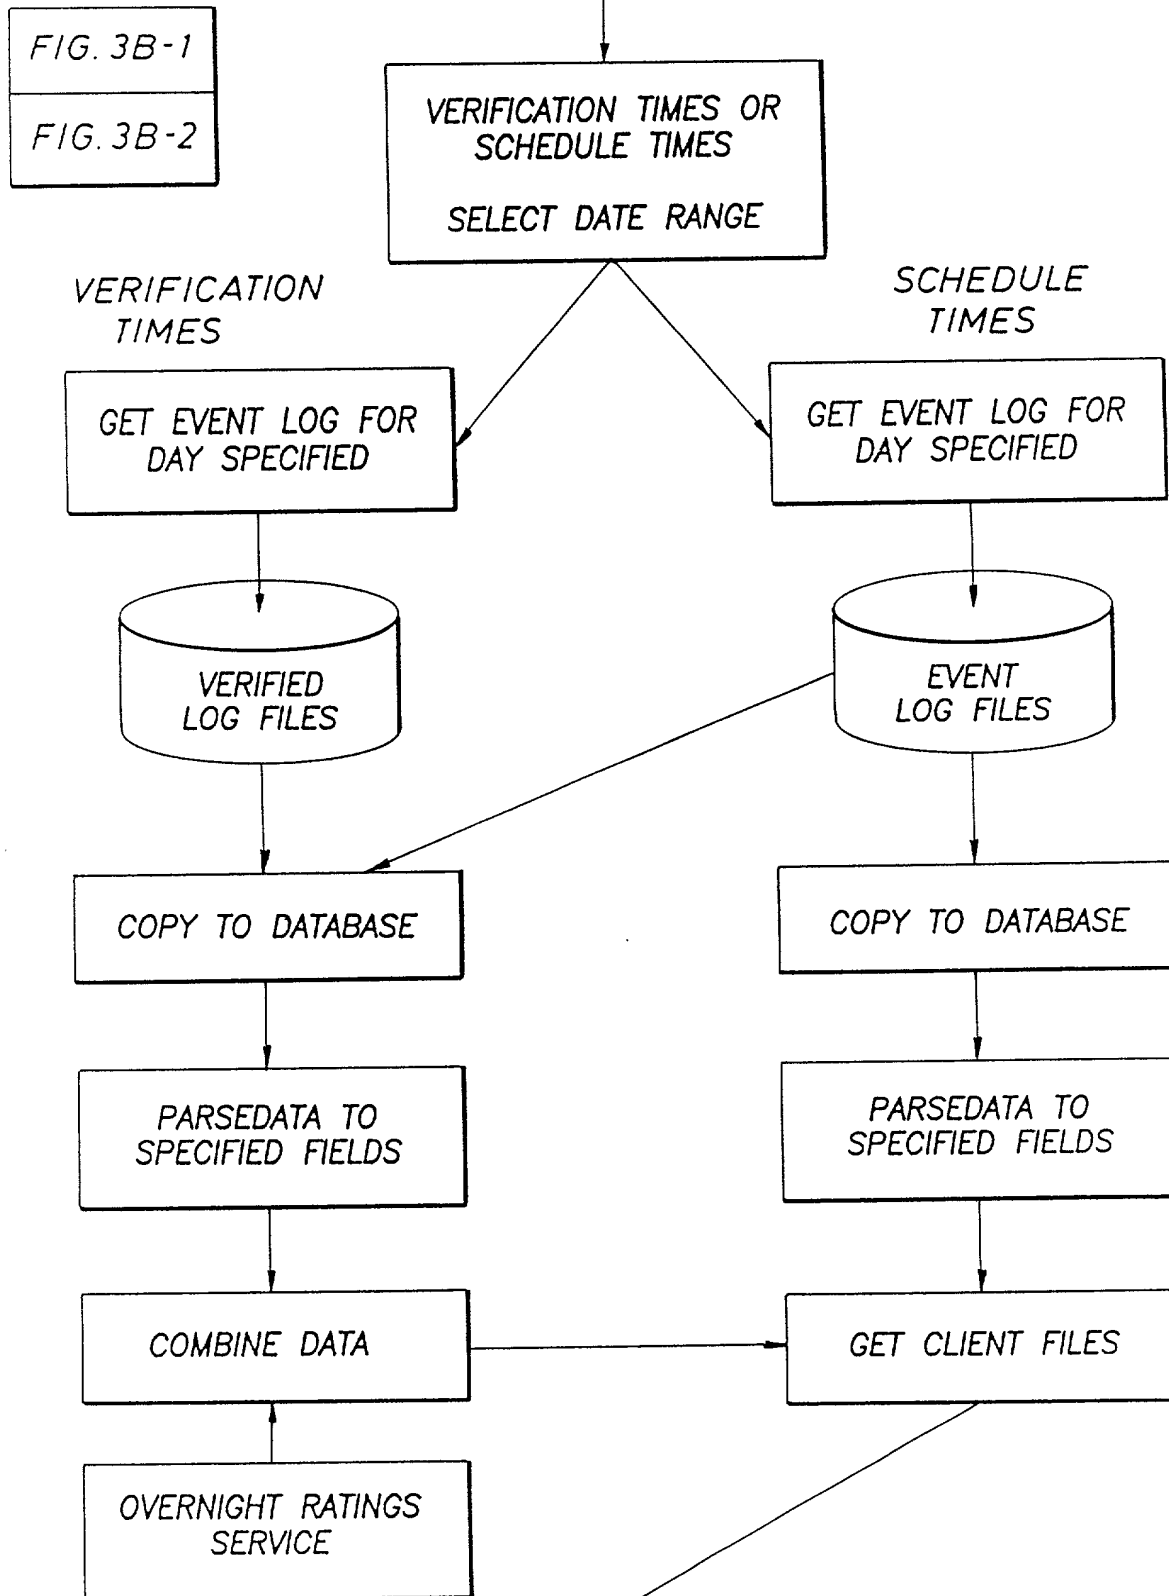 FIG. 3B-1
FIG. 3B-2
VERIFICATION TIMES OR
SCHEDULE TIMES
SELECT DATE RANGE
VERIFICATION
TIMES
SCHEDULE
TIMES
GET EVENT LOG FOR
DAY SPECIFIED
GET EVENT LOG FOR
DAY SPECIFIED
VERIFIED
LOG FILES
EVENT
LOG FILES
COPY TO DATABASE
COPY TO DATABASE
PARSEDATA TO
SPECIFIED FIELDS
PARSEDATA TO
SPECIFIED FIELDS
COMBINE DATA
GET CLIENT FILES
OVERNIGHT RATINGS
SERVICE